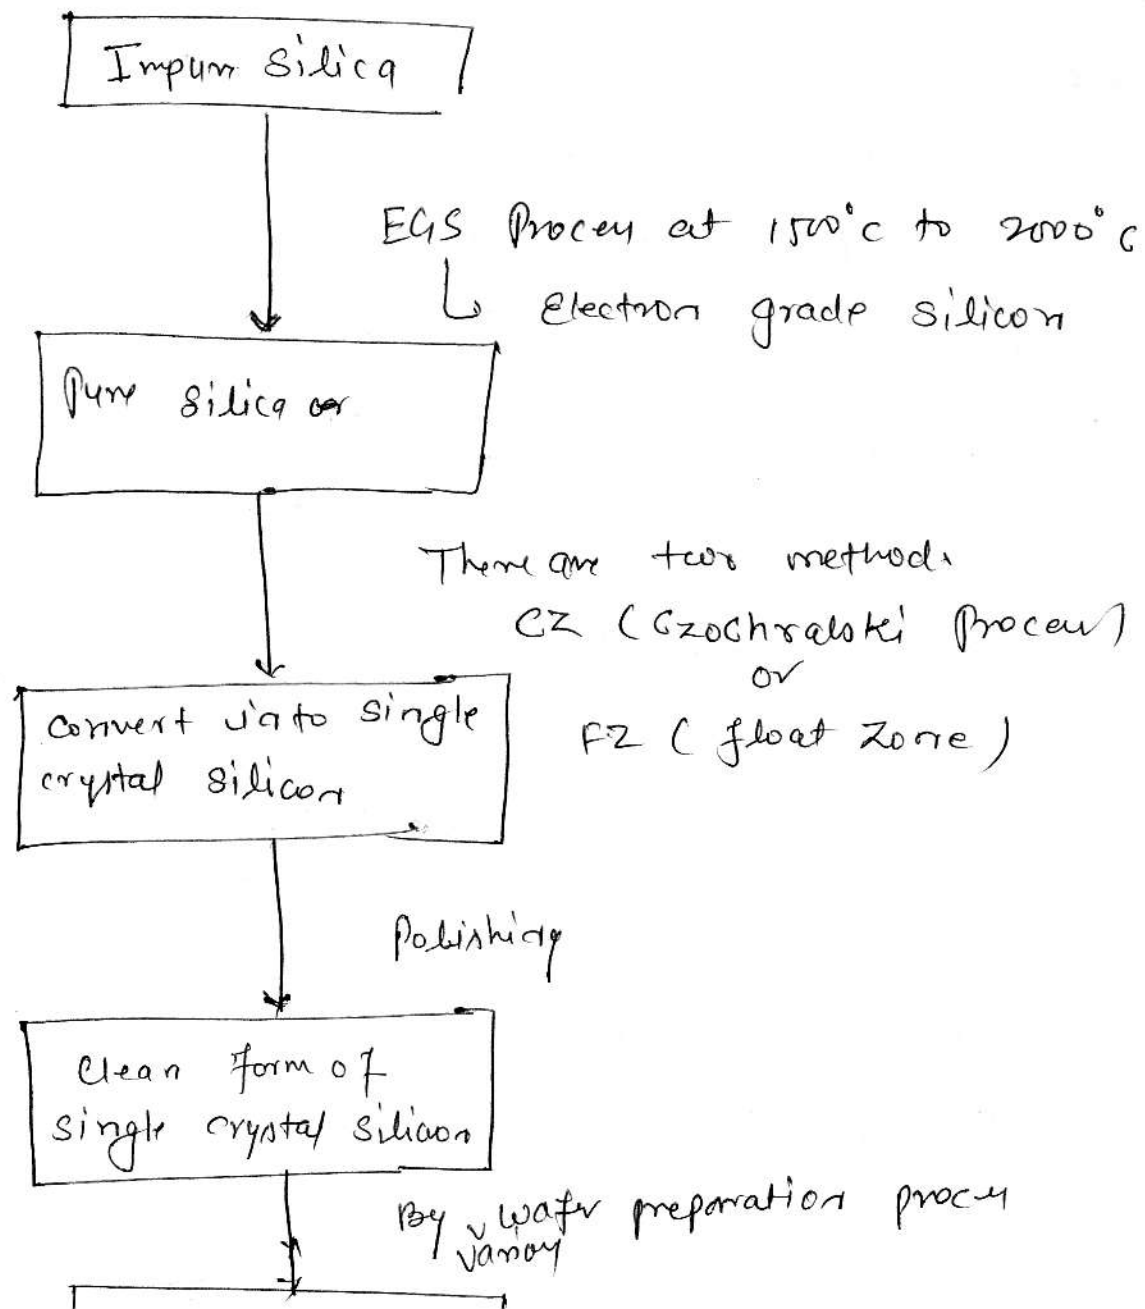 Impure Silica
EGS Process at 1500°C to 2000°C
Electron grade silicon
Pure Silica or
There are two methods
CZ (Czochralski Process)
or
FZ (float Zone)
Convert into single
crystal silicon
Polishing
Clean form of
single crystal silicon
By various wafer preparation process